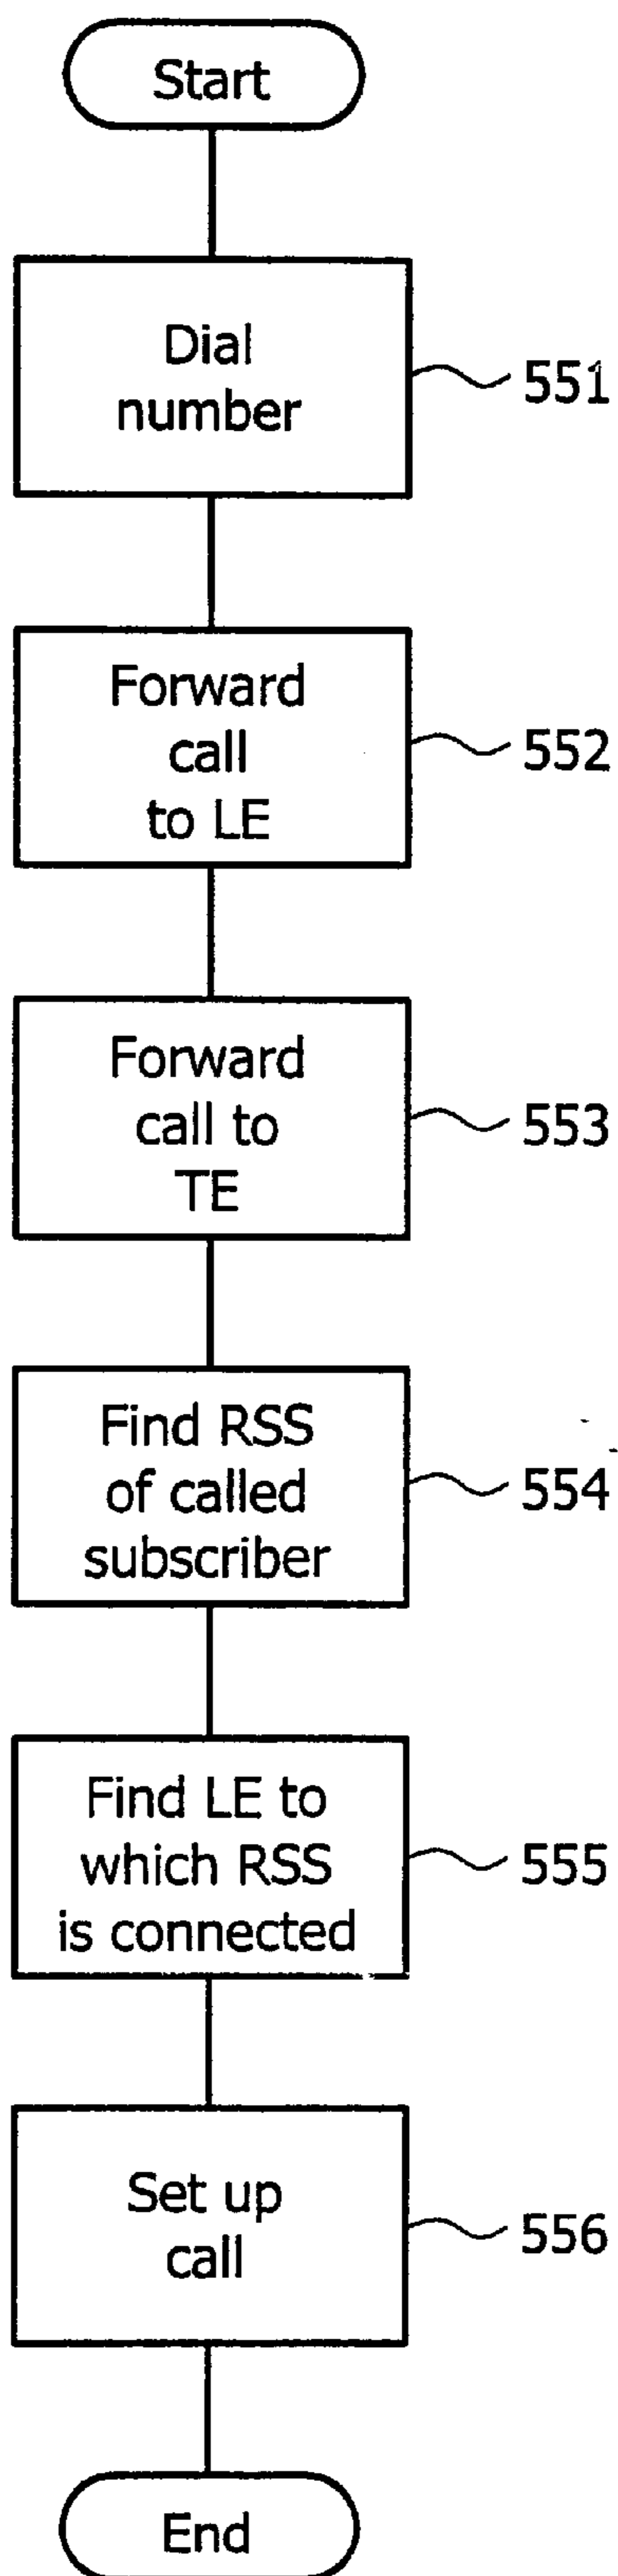 Start
Dial
number
551
Forward
call
to LE
552
Forward
call to
TE
553
Find RSS
of called
subscriber
554
Find LE to
which RSS
is connected
555
Set up
call
556
End